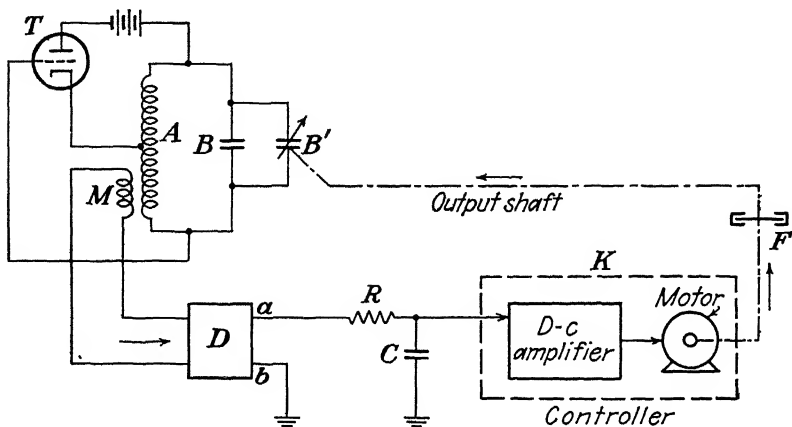 T
A
B
B'
M
Output shaft
F
K
D
a
b
R
C
D-c
amplifier
Motor
Controller